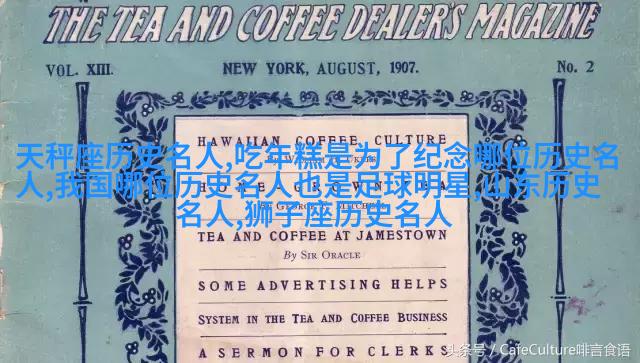 THE TEA AND COFFEE DEALER'S MAGAZINE
VOL. XIII. NEW YORK, AUGUST, 1907. No. 2
HAWAIIAN COFFEE CULTURE
天秤座历史名人,吃年糕是为了纪念哪位历史名
人,我国哪位历史名人也是足球明星,山东历史
名人,狮子座历史名人
TEA AND COFFEE AT JAMESTOWN
By SIR ORACLE
SOME ADVERTISING HELPS
SYSTEM IN THE TEA AND COFFEE BUSINESS
A SERMON FOR CLERKS
头条号 / CafeCulture啡言食语